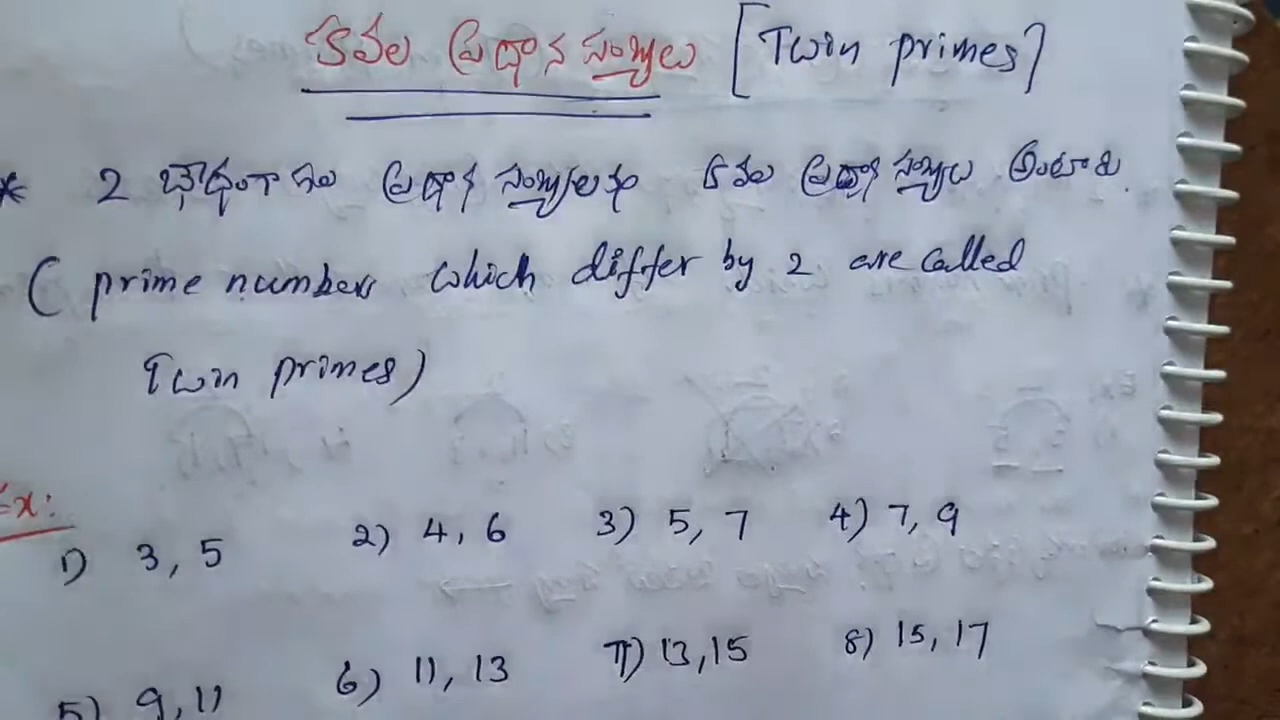 కవల ప్రధాన సంఖ్యలు [Twin primes]
* 2 భేధంగా గల ప్రధాన సంఖ్యలను కవల ప్రధాన సంఖ్యలు అంటారు.
( prime numbers which differ by 2 are called
Twin primes)
Ex:
1) 3, 5 2) 4, 6 3) 5, 7 4) 7, 9
5) 9, 11 6) 11, 13 7) 13, 15 8) 15, 17